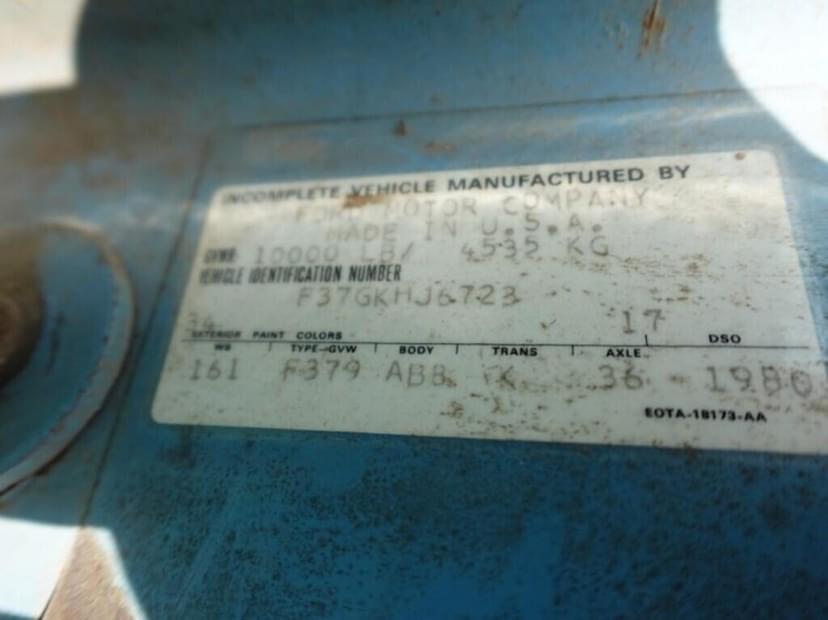 INCOMPLETE VEHICLE MANUFACTURED BY
FORD MOTOR COMPANY
MADE IN U.S.A.
GVWR 10000 LB/ 4535 KG
VEHICLE IDENTIFICATION NUMBER
F37GKHJ6723
17
EXTERIOR PAINT COLORS DSO
WB TYPE-GVW BODY TRANS AXLE
161 F379 K 36 1980
EOTA-18173-AA